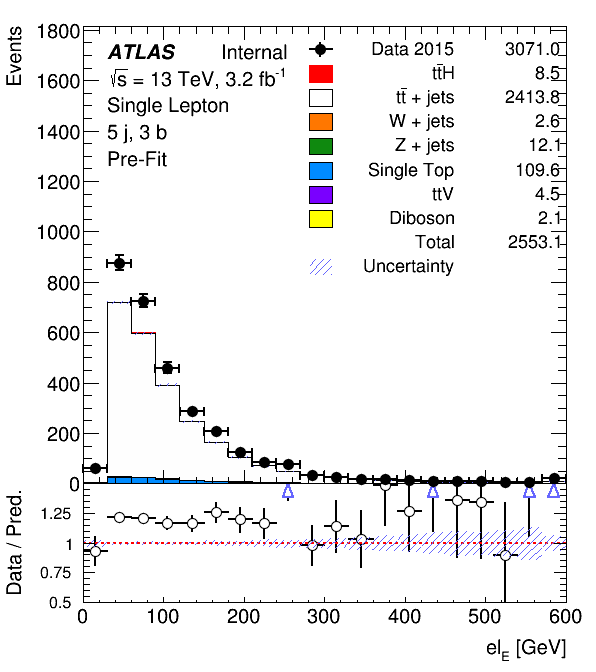 Events
ATLAS Internal
√s = 13 TeV, 3.2 fb⁻¹
Single Lepton
5 j, 3 b
Pre-Fit
Data 2015 3071.0
tt̄H 8.5
tt̄ + jets 2413.8
W + jets 2.6
Z + jets 12.1
Single Top 109.6
ttV 4.5
Diboson 2.1
Total 2553.1
Uncertainty
1800
1600
1400
1200
1000
800
600
400
200
0
Data / Pred.
1.25
1
0.75
0.5
0 100 200 300 400 500 600
el_E [GeV]